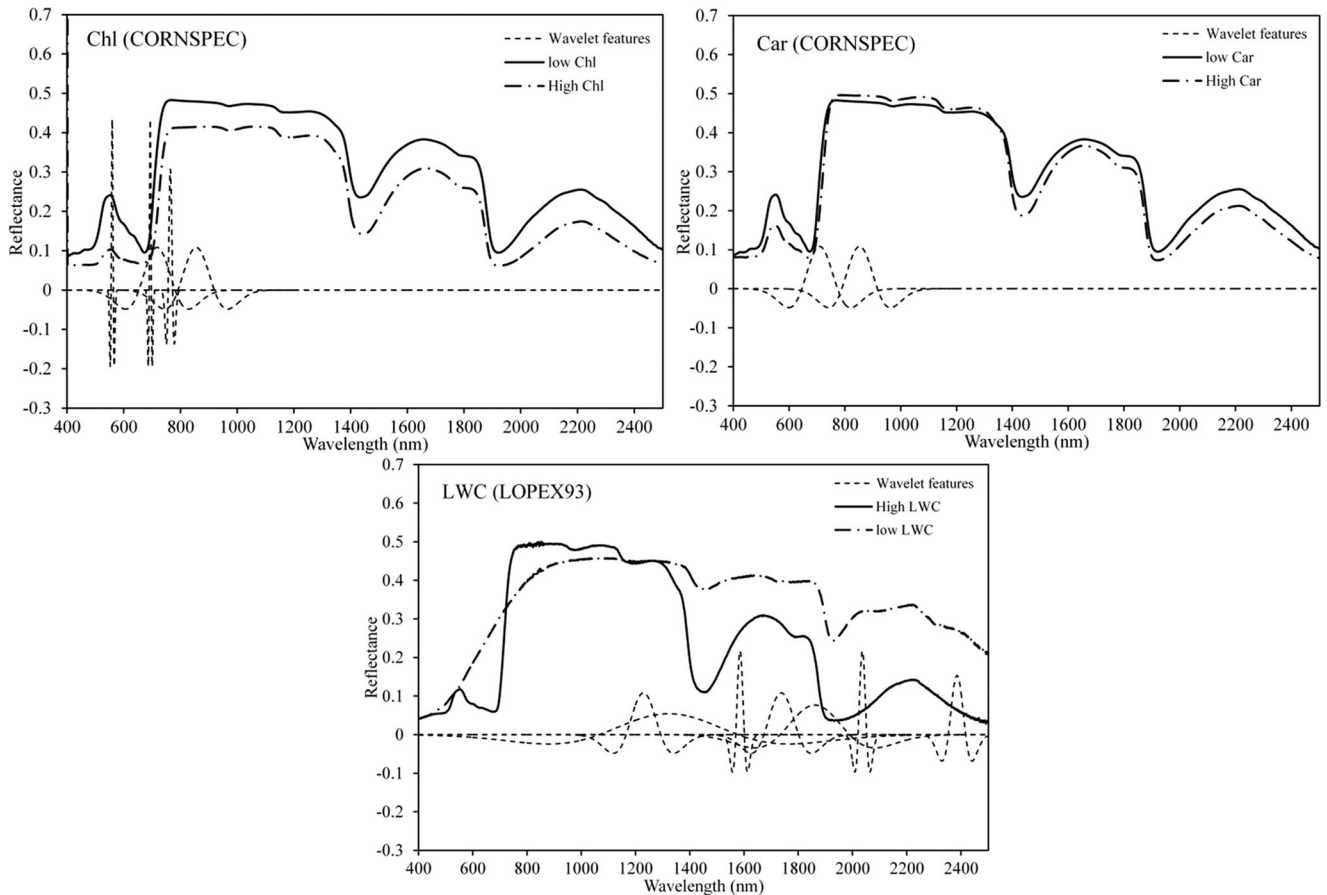 Chl (CORNSPEC)
Wavelet features
low Chl
High Chl
Reflectance
0.7
0.6
0.5
0.4
0.3
0.2
0.1
0
-0.1
-0.2
-0.3
400 600 800 1000 1200 1400 1600 1800 2000 2200 2400
Wavelength (nm)
Car (CORNSPEC)
Wavelet features
low Car
High Car
Reflectance
0.7
0.6
0.5
0.4
0.3
0.2
0.1
0
-0.1
-0.2
-0.3
400 600 800 1000 1200 1400 1600 1800 2000 2200 2400
Wavelength (nm)
LWC (LOPEX93)
Wavelet features
High LWC
low LWC
Reflectance
0.7
0.6
0.5
0.4
0.3
0.2
0.1
0
-0.1
-0.2
-0.3
400 600 800 1000 1200 1400 1600 1800 2000 2200 2400
Wavelength (nm)